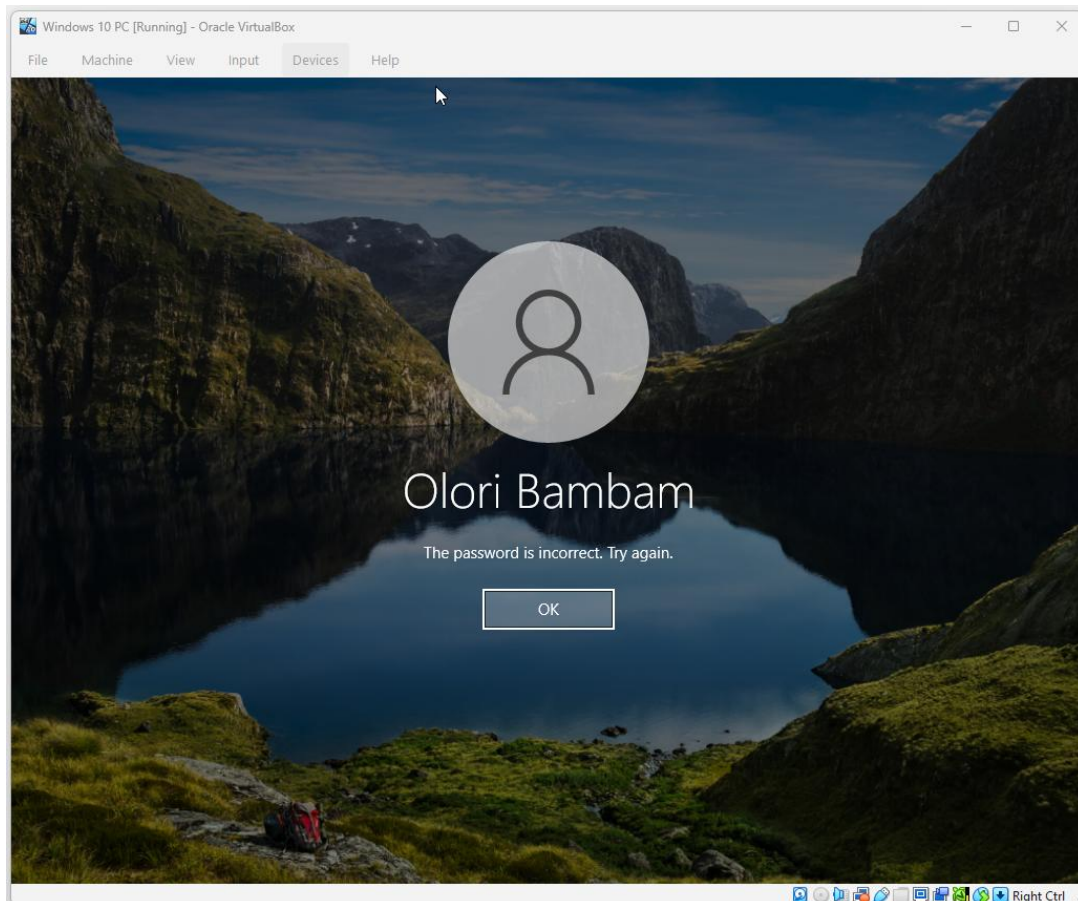 Windows 10 PC [Running] - Oracle VirtualBox
File Machine View Input Devices Help
Olori Bambam
The password is incorrect. Try again.
OK
Right Ctrl